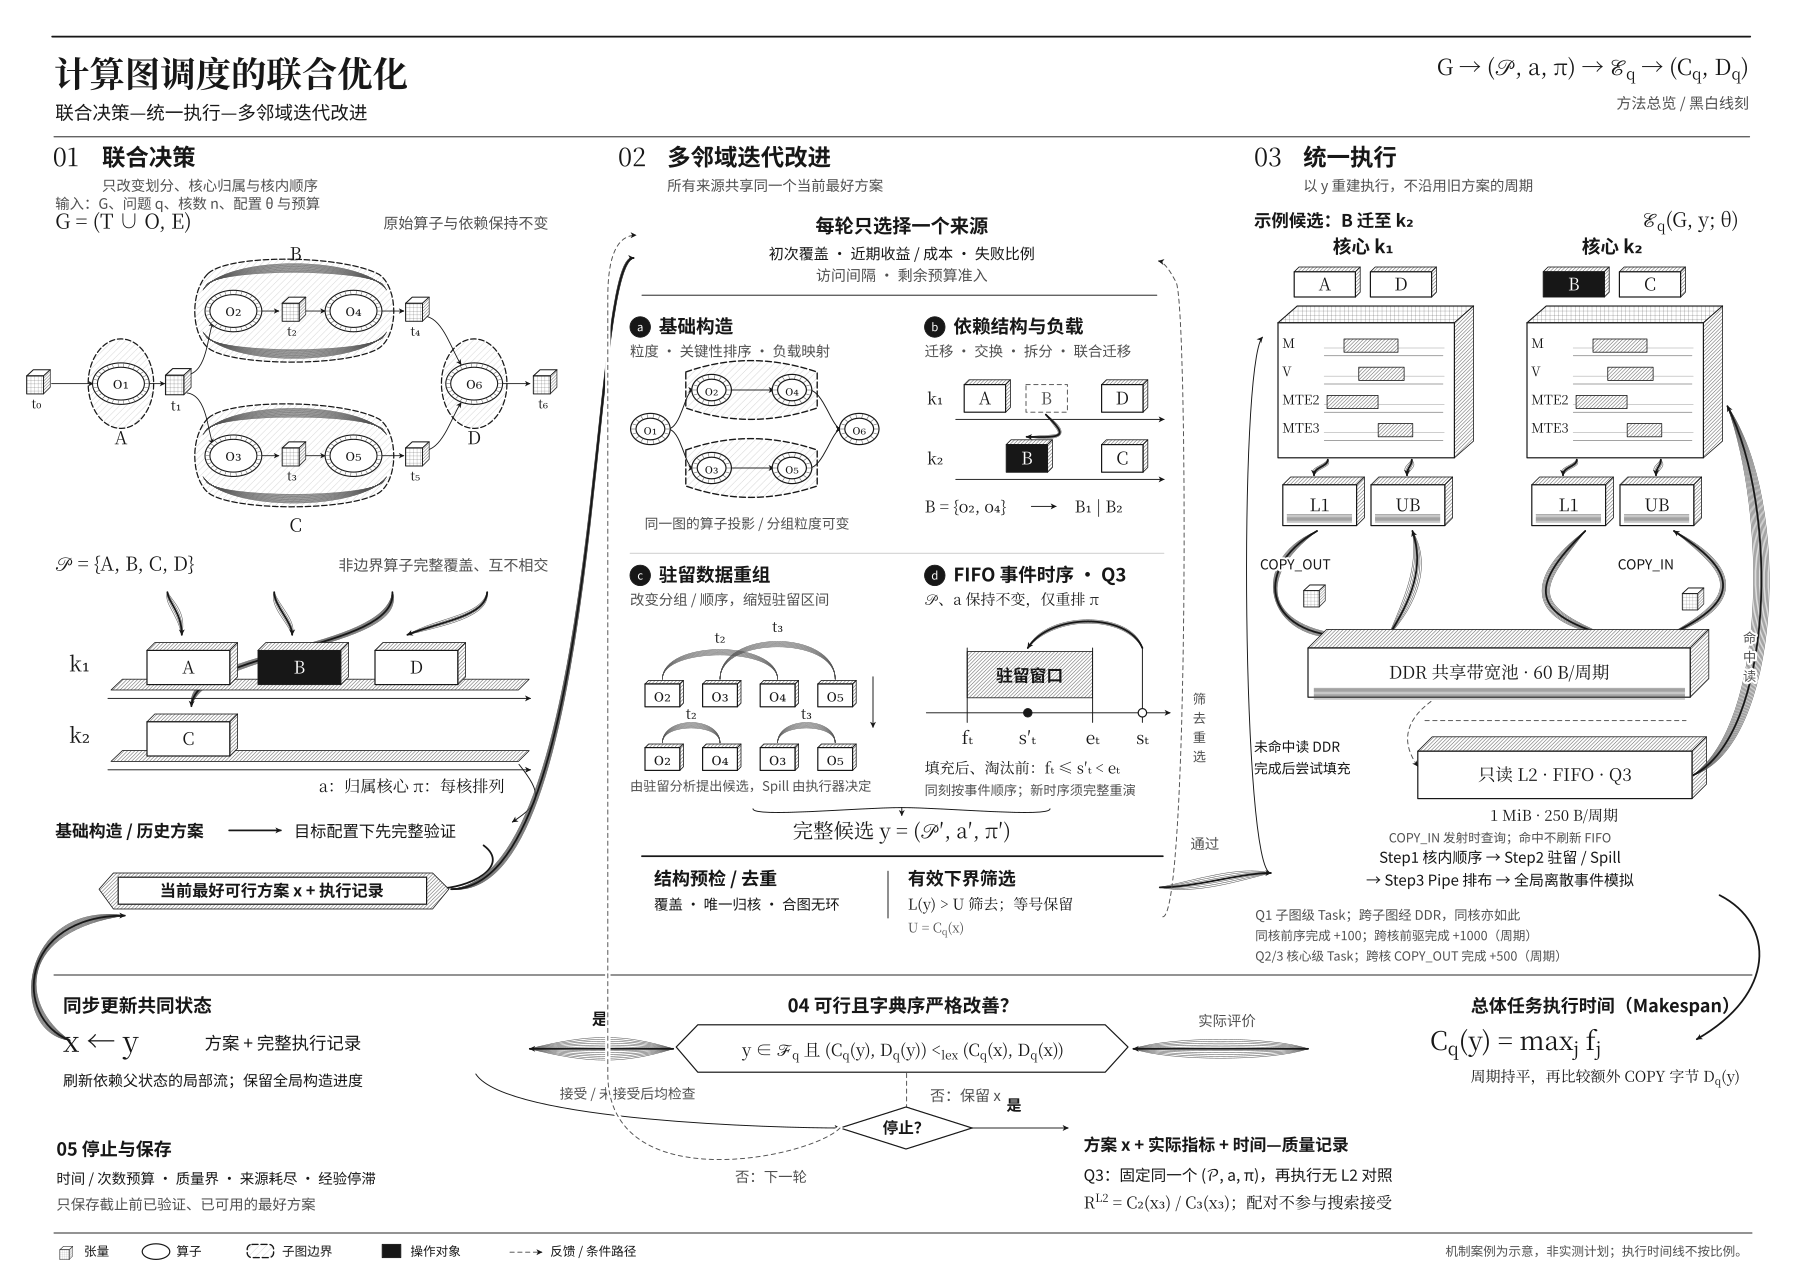 计算图调度的联合优化
联合决策—统一执行—多邻域迭代改进
G → (𝒫, a, π) → ℰq → (Cq, Dq)
方法总览 / 黑白线刻
01 联合决策
只改变划分、核心归属与核内顺序
输入：G、问题 q、核数 n、配置 θ 与预算
G = (T ∪ O, E)
原始算子与依赖保持不变
B
O₂
t₂
O₄
t₄
t₀
O₁
t₁
O₆
t₆
A
D
O₃
t₃
O₅
t₅
C
𝒫 = {A, B, C, D}
非边界算子完整覆盖、互不相交
k₁
A
B
D
k₂
C
a：归属核心 π：每核排列
基础构造 / 历史方案
目标配置下先完整验证
当前最好可行方案 x + 执行记录
02 多邻域迭代改进
所有来源共享同一个当前最好方案
每轮只选择一个来源
初次覆盖 · 近期收益 / 成本 · 失败比例
访问间隔 · 剩余预算准入
a 基础构造
粒度 · 关键性排序 · 负载映射
O₂
O₄
O₁
O₆
O₃
O₅
同一图的算子投影 / 分组粒度可变
b 依赖结构与负载
迁移 · 交换 · 拆分 · 联合迁移
k₁
A
B
D
k₂
B
C
B = {o₂, o₄} → B₁ | B₂
c 驻留数据重组
改变分组 / 顺序，缩短驻留区间
t₂
t₃
O₂
O₃
O₄
O₅
t₂
t₃
O₂
O₄
O₃
O₅
由驻留分析提出候选，Spill 由执行器决定
d FIFO 事件时序 · Q3
𝒫、a 保持不变，仅重排 π
驻留窗口
fₜ
s′ₜ
eₜ
sₜ
填充后、淘汰前：fₜ ⩽ s′ₜ < eₜ
同刻按事件顺序；新时序须完整重演
完整候选 y = (𝒫′, a′, π′)
结构预检 / 去重
覆盖 · 唯一归核 · 合图无环
有效下界筛选
L(y) > U 筛去；等号保留
U = Cq(x)
筛去重选
通过
03 统一执行
以 y 重建执行，不沿用旧方案的周期
示例候选：B 迁至 k₂
ℰq(G, y; θ)
核心 k₁
核心 k₂
A
D
B
C
M
V
MTE2
MTE3
M
V
MTE2
MTE3
L1
UB
L1
UB
COPY_OUT
COPY_IN
DDR 共享带宽池 · 60 B/周期
命中读
未命中读 DDR
完成后尝试填充
只读 L2 · FIFO · Q3
1 MiB · 250 B/周期
COPY_IN 发射时查询；命中不刷新 FIFO
Step1 核内顺序 → Step2 驻留 / Spill
→ Step3 Pipe 排布 → 全局离散事件模拟
Q1 子图级 Task；跨子图经 DDR，同核亦如此
同核前序完成 +100；跨核前驱完成 +1000（周期）
Q2/3 核心级 Task；跨核 COPY_OUT 完成 +500（周期）
同步更新共同状态
x ← y
方案 + 完整执行记录
刷新依赖父状态的局部流；保留全局构造进度
是
04 可行且字典序严格改善？
y ∈ ℱq 且 (Cq(y), Dq(y)) <lex (Cq(x), Dq(x))
实际评价
总体任务执行时间（Makespan）
Cq(y) = maxj fj
周期持平，再比较额外 COPY 字节 Dq(y)
接受 / 未接受后均检查
否：保留 x
是
停止？
否：下一轮
05 停止与保存
时间 / 次数预算 · 质量界 · 来源耗尽 · 经验停滞
只保存截止前已验证、已可用的最好方案
方案 x + 实际指标 + 时间—质量记录
Q3：固定同一个 (𝒫, a, π)，再执行无 L2 对照
Rᴸ² = C₂(x₃) / C₃(x₃)；配对不参与搜索接受
张量
算子
子图边界
操作对象
反馈 / 条件路径
机制案例为示意，非实测计划；执行时间线不按比例。